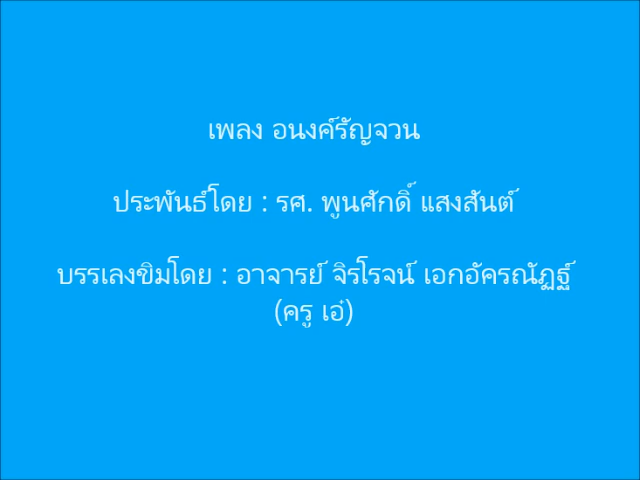 เพลง อนงค์รัญจวน
ประพันธ์โดย : รศ. พูนศักดิ์ แสงสันต์
บรรเลงขิมโดย : อาจารย์ จิรโรจน์ เอกอัครณัฏฐ์
(ครู เอ๋)